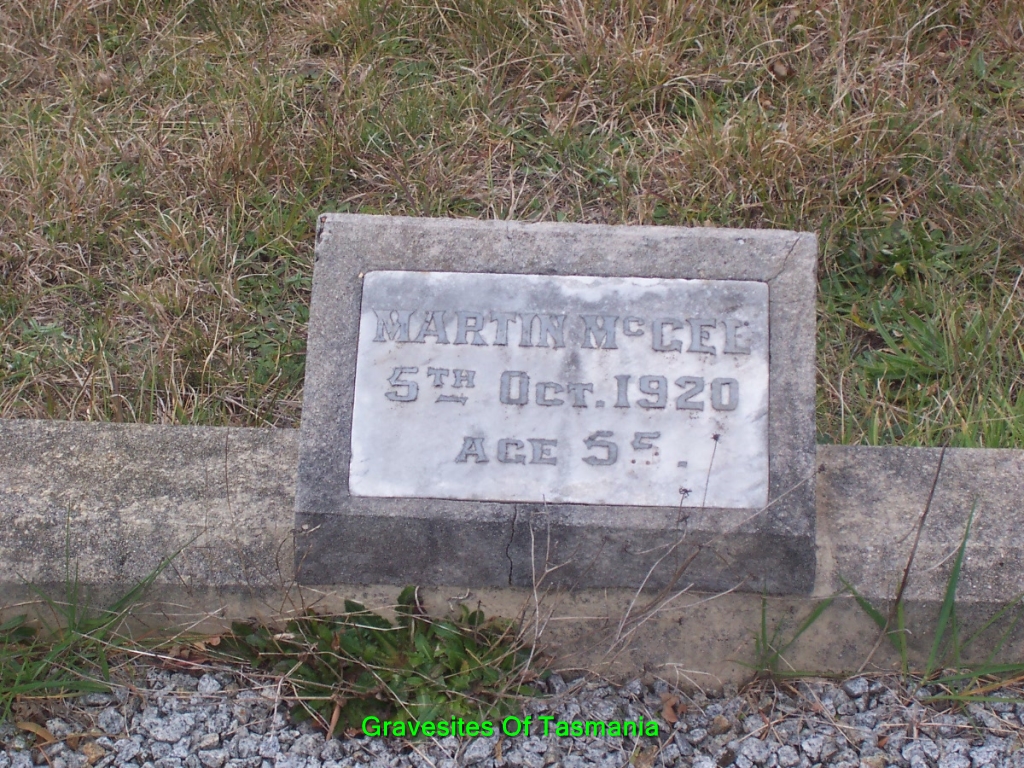 MARTIN McGEE
5TH OCT. 1920
AGE 55.
Gravesites Of Tasmania